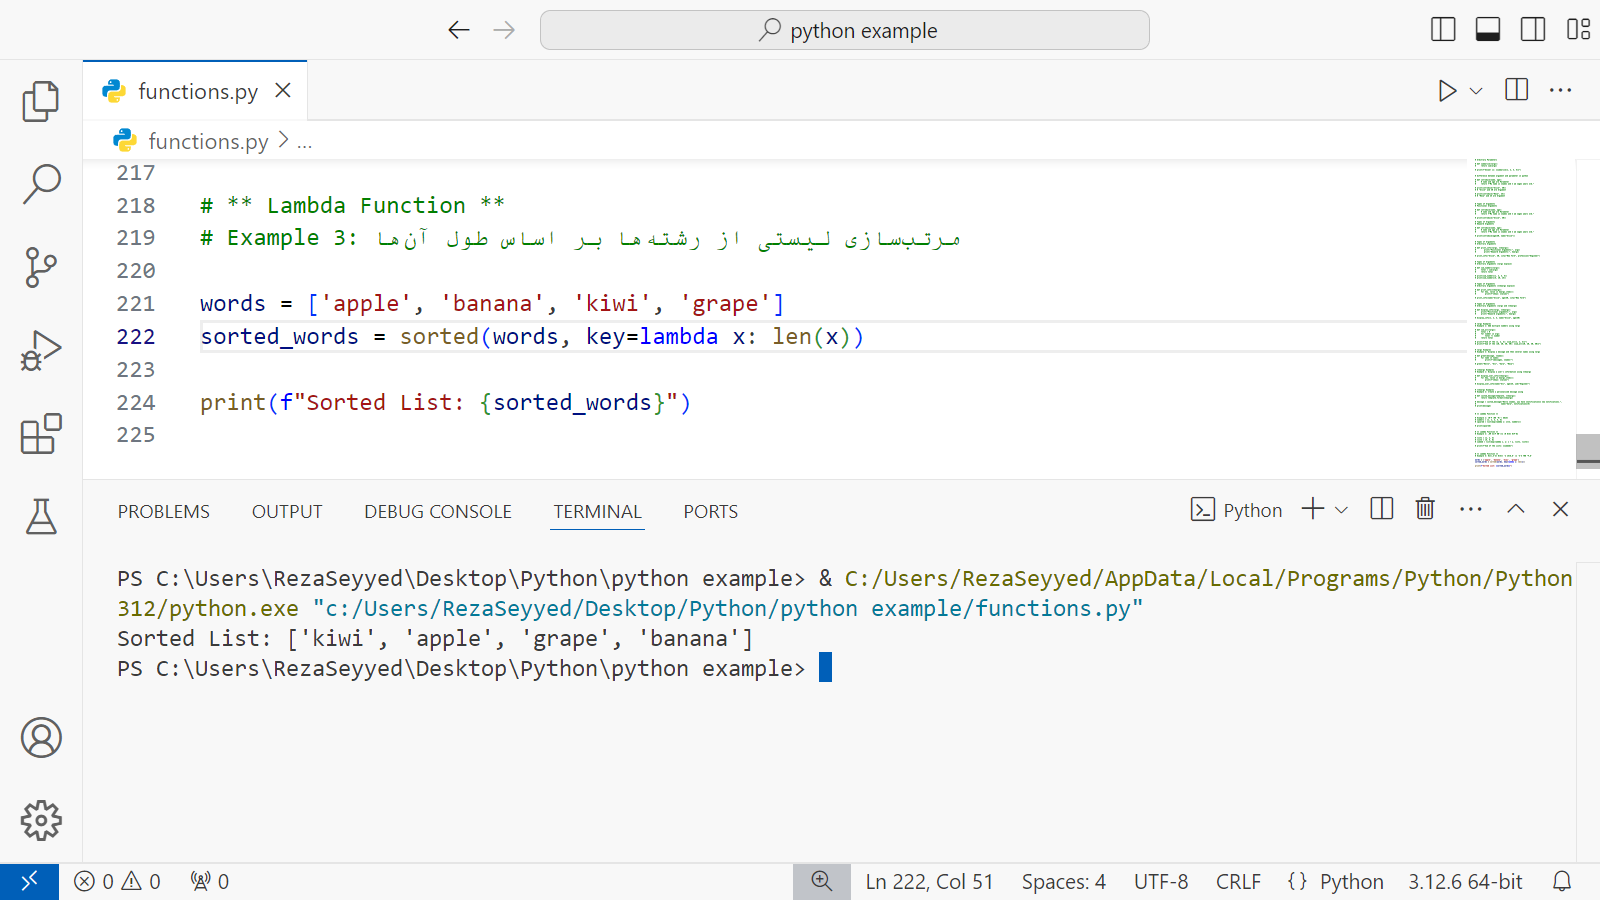 python example
functions.py
functions.py > ...
217
218 # ** Lambda Function **
219 # Example 3: مرتب‌سازی لیستی از رشته‌ها بر اساس طول آن‌ها
220
221 words = ['apple', 'banana', 'kiwi', 'grape']
222 sorted_words = sorted(words, key=lambda x: len(x))
223
224 print(f"Sorted List: {sorted_words}")
225
PROBLEMS OUTPUT DEBUG CONSOLE TERMINAL PORTS Python
PS C:\Users\RezaSeyyed\Desktop\Python\python example> & C:/Users/RezaSeyyed/AppData/Local/Programs/Python/Python
312/python.exe "c:/Users/RezaSeyyed/Desktop/Python/python example/functions.py"
Sorted List: ['kiwi', 'apple', 'grape', 'banana']
PS C:\Users\RezaSeyyed\Desktop\Python\python example>
0 0 0 Ln 222, Col 51 Spaces: 4 UTF-8 CRLF {} Python 3.12.6 64-bit